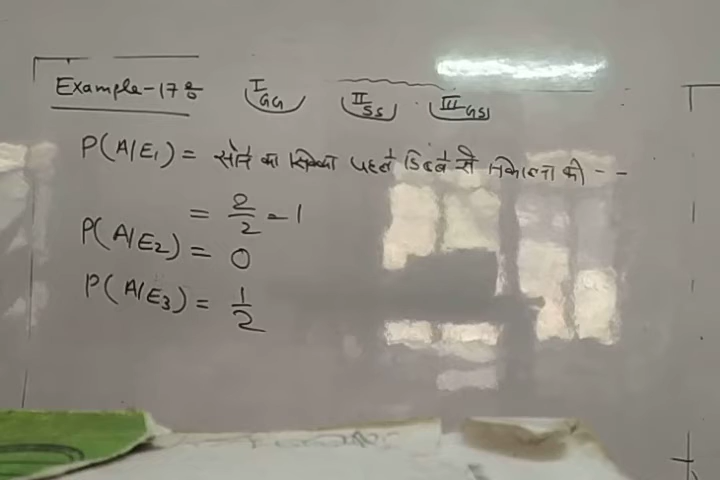 Example-17 : I GG II SS III GS
P(A/E₁) = सोने का सिक्का पहले डिब्बे से निकालना की - -
= 2/2 = 1
P(A/E₂) = 0
P(A/E₃) = 1/2